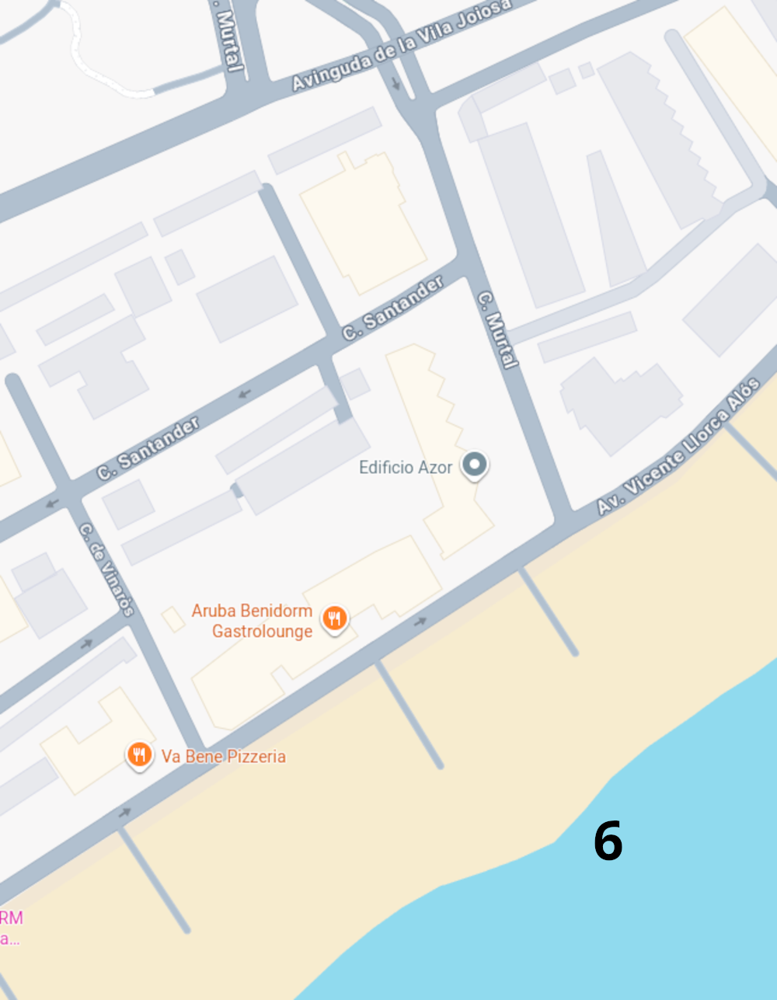 . Murtal
Avinguda de la Vila Joiosa
C. Santander
C. Murtal
Av. Vicente Llorca Alós
C. Santander
Edificio Azor
C. de Vinaròs
Aruba Benidorm
Gastrolounge
Va Bene Pizzeria
6
RM
a...